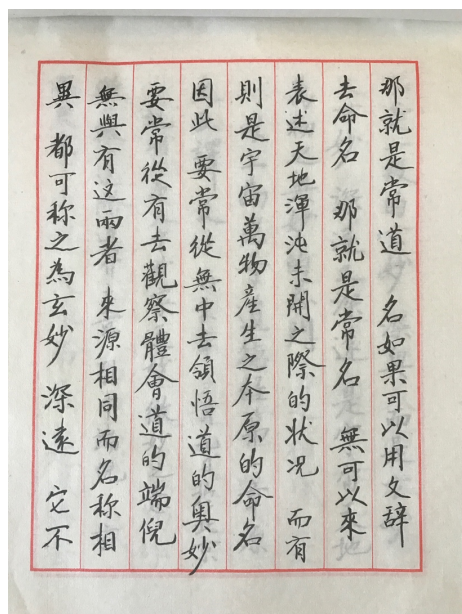 那就是常道 名如果可以用文辞
去命名 那就是常名 無可以來
表述天地渾沌未開之際的状况 而有
則是宇宙萬物産生之本原的命名
因此 要常從無中去領悟道的奥妙
要常從有去觀察體會道的端倪
無與有这兩者 來源相同而名称相
異 都可称之為玄妙 深遠 它不